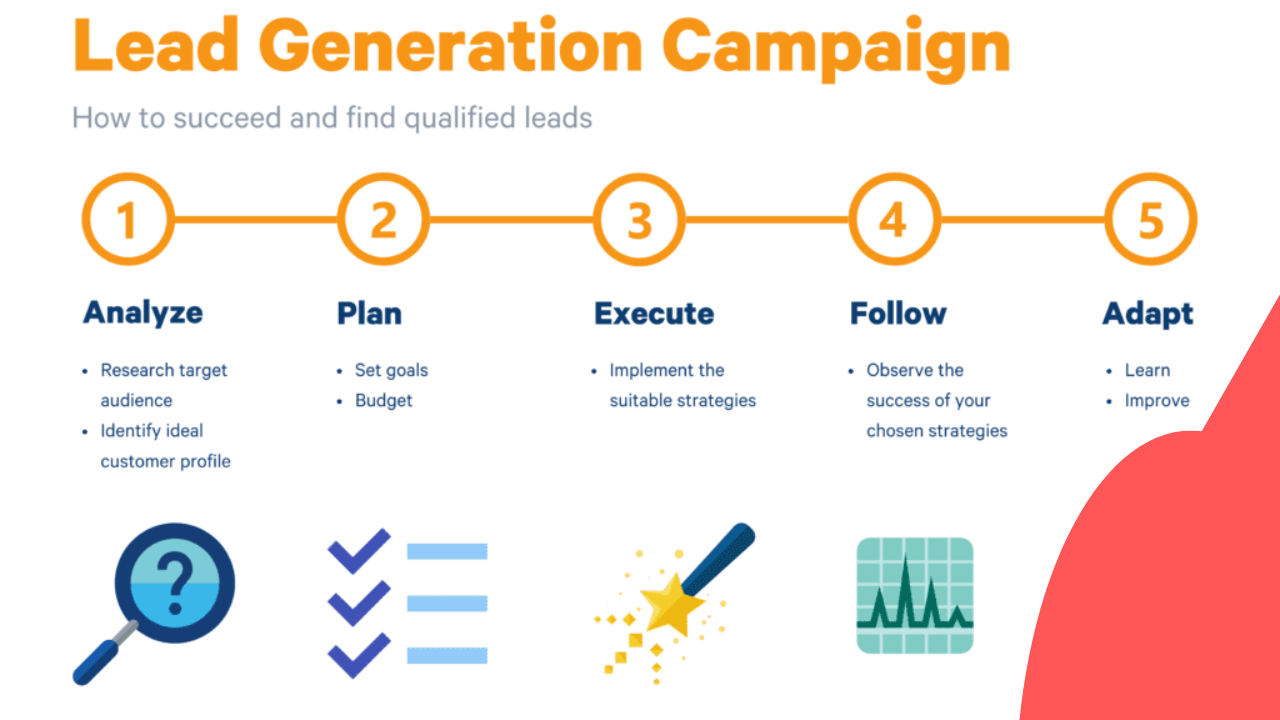 Lead Generation Campaign
How to succeed and find qualified leads
1
2
3
4
5
Analyze
Plan
Execute
Follow
Adapt
• Research target
audience
• Identify ideal
customer profile
• Set goals
• Budget
• Implement the
suitable strategies
• Observe the
success of your
chosen strategies
• Learn
• Improve
?